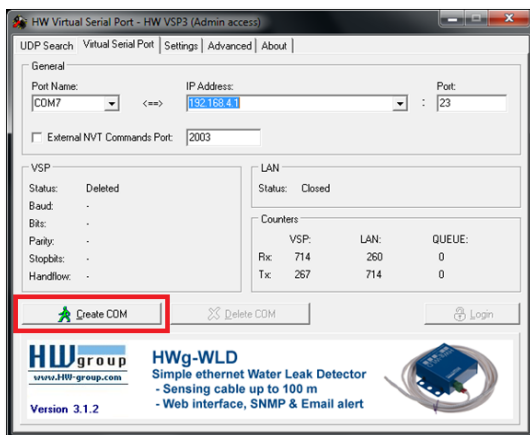 HW Virtual Serial Port - HW VSP3 (Admin access)
UDP Search Virtual Serial Port Settings Advanced About
General
Port Name: IP Address: Port:
COM7 <==> 192.168.4.1 : 23
External NVT Commands Port: 2003
VSP
Status: Deleted
Baud: -
Bits: -
Parity: -
Stopbits: -
Handflow: -
LAN
Status: Closed
Counters
VSP: LAN: QUEUE:
Rx: 714 260 0
Tx: 267 714 0
Create COM Delete COM Login
HW group
www.HW-group.com
Version 3.1.2
HWg-WLD
Simple ethernet Water Leak Detector
- Sensing cable up to 100 m
- Web interface, SNMP & Email alert